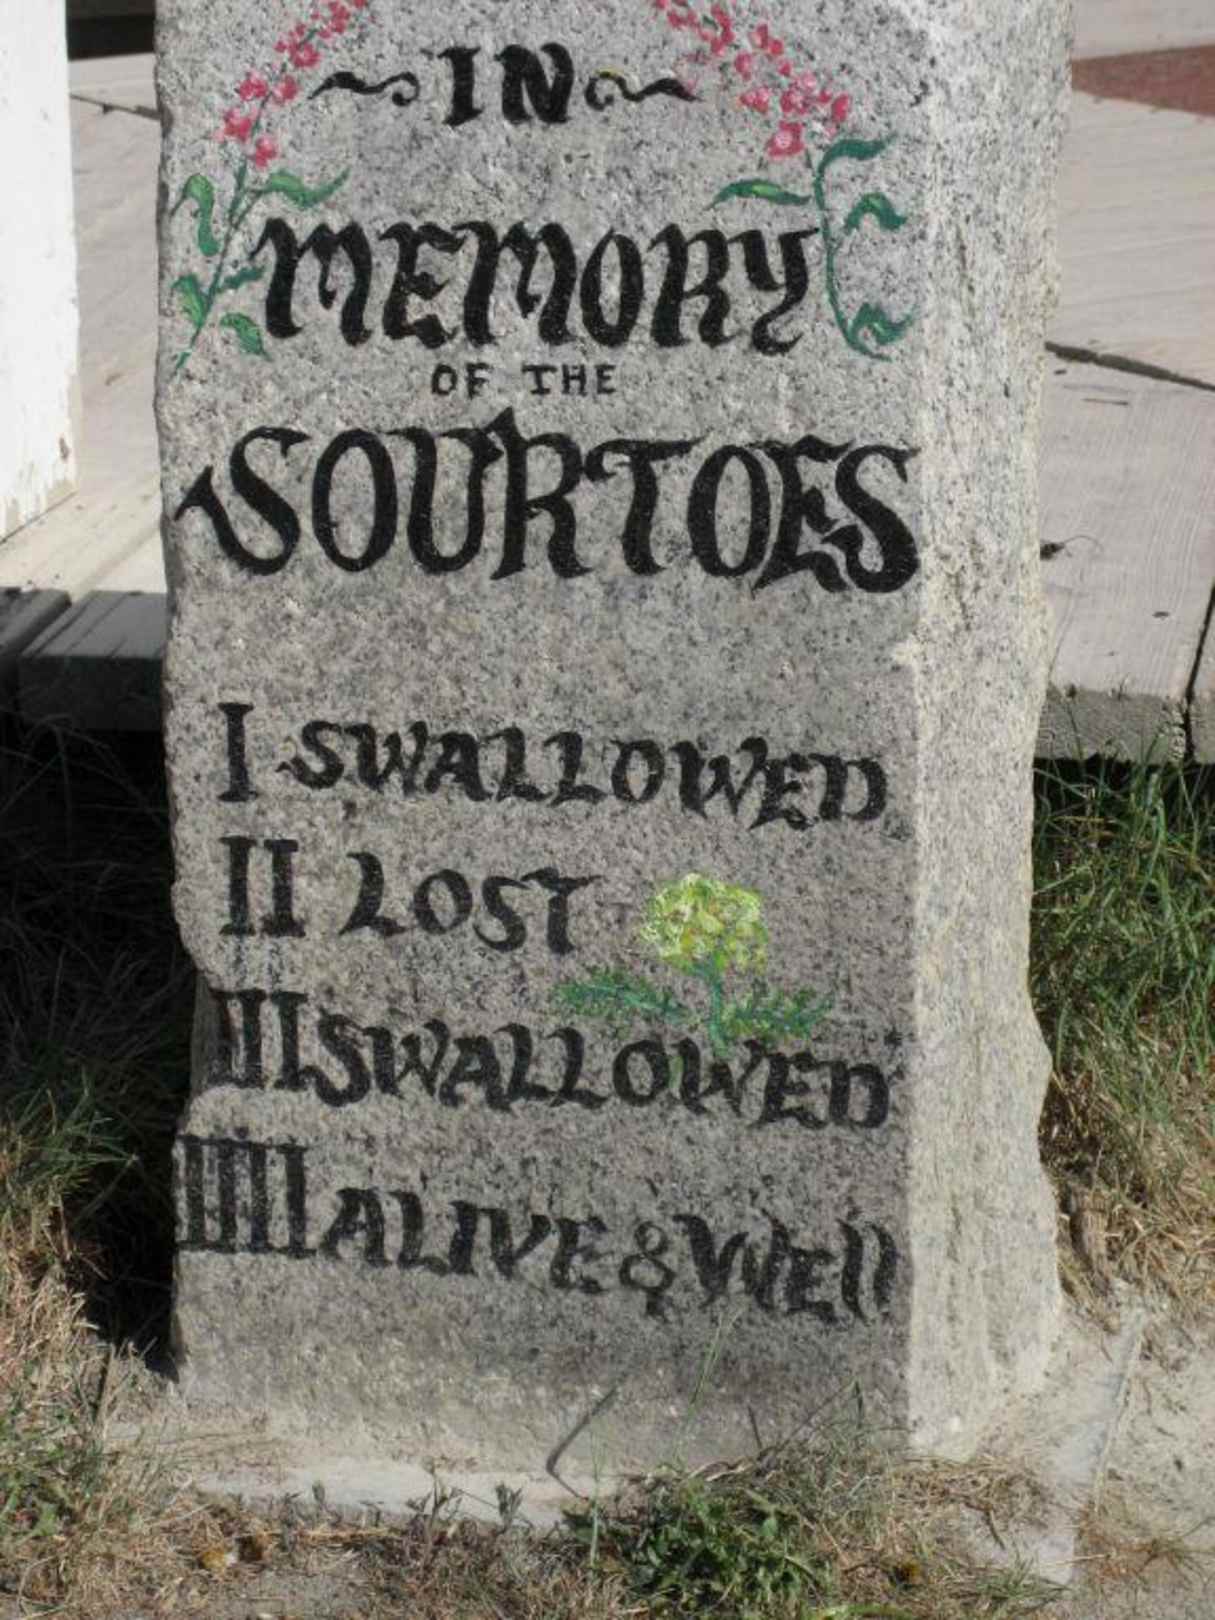 IN
MEMORY
OF THE
SOURTOES
I SWALLOWED
II LOST
III SWALLOWED
IIII ALIVE & WEll